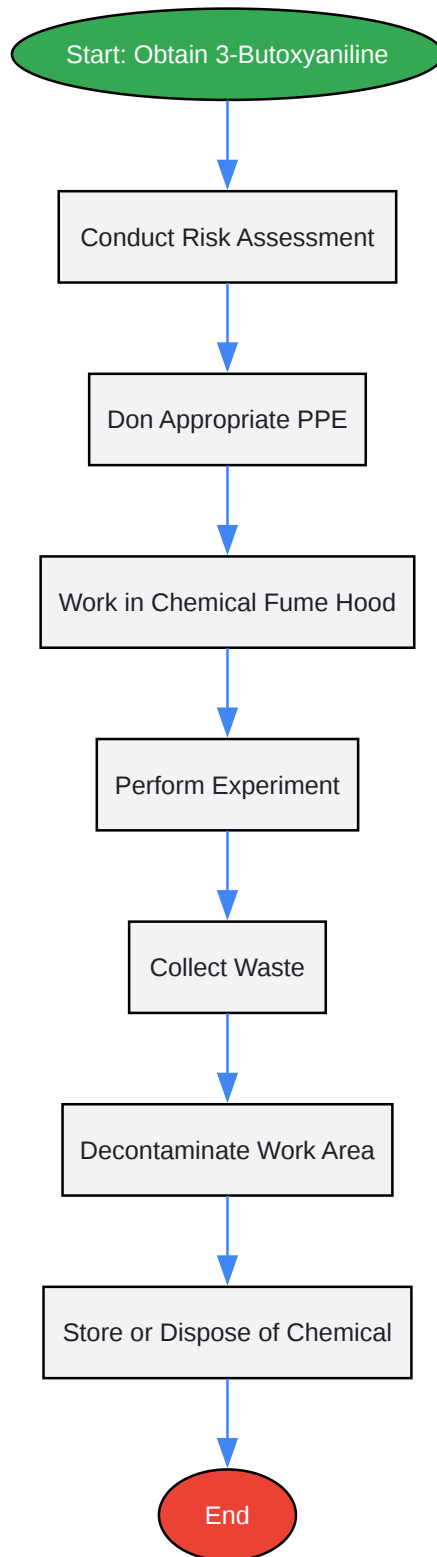 Start: Obtain 3-Butoxyaniline
Conduct Risk Assessment
Don Appropriate PPE
Work in Chemical Fume Hood
Perform Experiment
Collect Waste
Decontaminate Work Area
Store or Dispose of Chemical
End